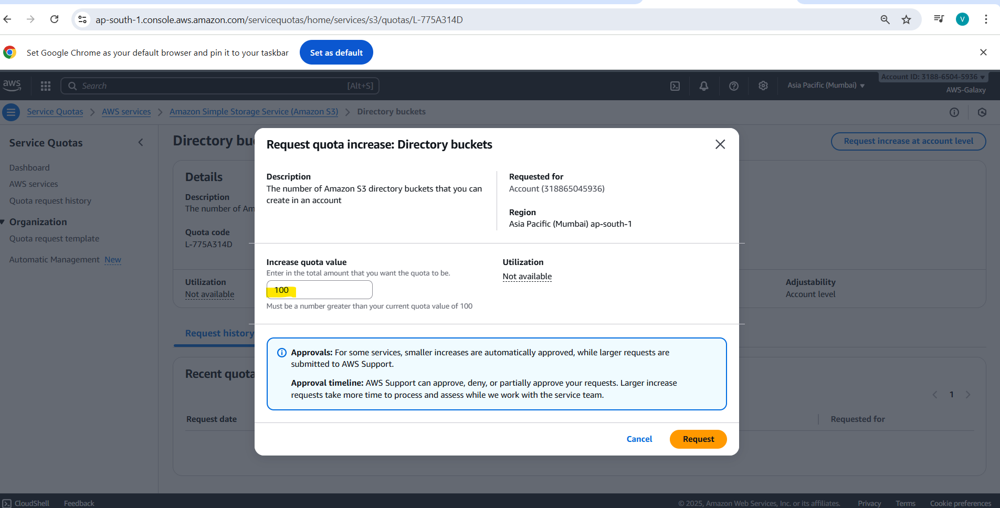 ap-south-1.console.aws.amazon.com/servicequotas/home/services/s3/quotas/L-775A314D
V
Set Google Chrome as your default browser and pin it to your taskbar
Set as default
aws
Search
[Alt+S]
Asia Pacific (Mumbai)
Account ID: 3188-6504-5936
AWS-Galaxy
Service Quotas
AWS services
Amazon Simple Storage Service (Amazon S3)
Directory buckets
Service Quotas
Dashboard
AWS services
Quota request history
Organization
Quota request template
Automatic Management New
Directory bu
Request increase at account level
Details
Description
The number of Am
Quota code
L-775A314D
Utilization
Not available
Adjustability
Account level
Request history
Recent quota
1
Request date
Requested for
Request quota increase: Directory buckets
Description
The number of Amazon S3 directory buckets that you can
create in an account
Requested for
Account (318865045936)
Region
Asia Pacific (Mumbai) ap-south-1
Increase quota value
Enter in the total amount that you want the quota to be.
100
Must be a number greater than your current quota value of 100
Utilization
Not available
Approvals: For some services, smaller increases are automatically approved, while larger requests are
submitted to AWS Support.
Approval timeline: AWS Support can approve, deny, or partially approve your requests. Larger increase
requests take more time to process and assess while we work with the service team.
Cancel
Request
CloudShell
Feedback
© 2025, Amazon Web Services, Inc. or its affiliates.
Privacy
Terms
Cookie preferences